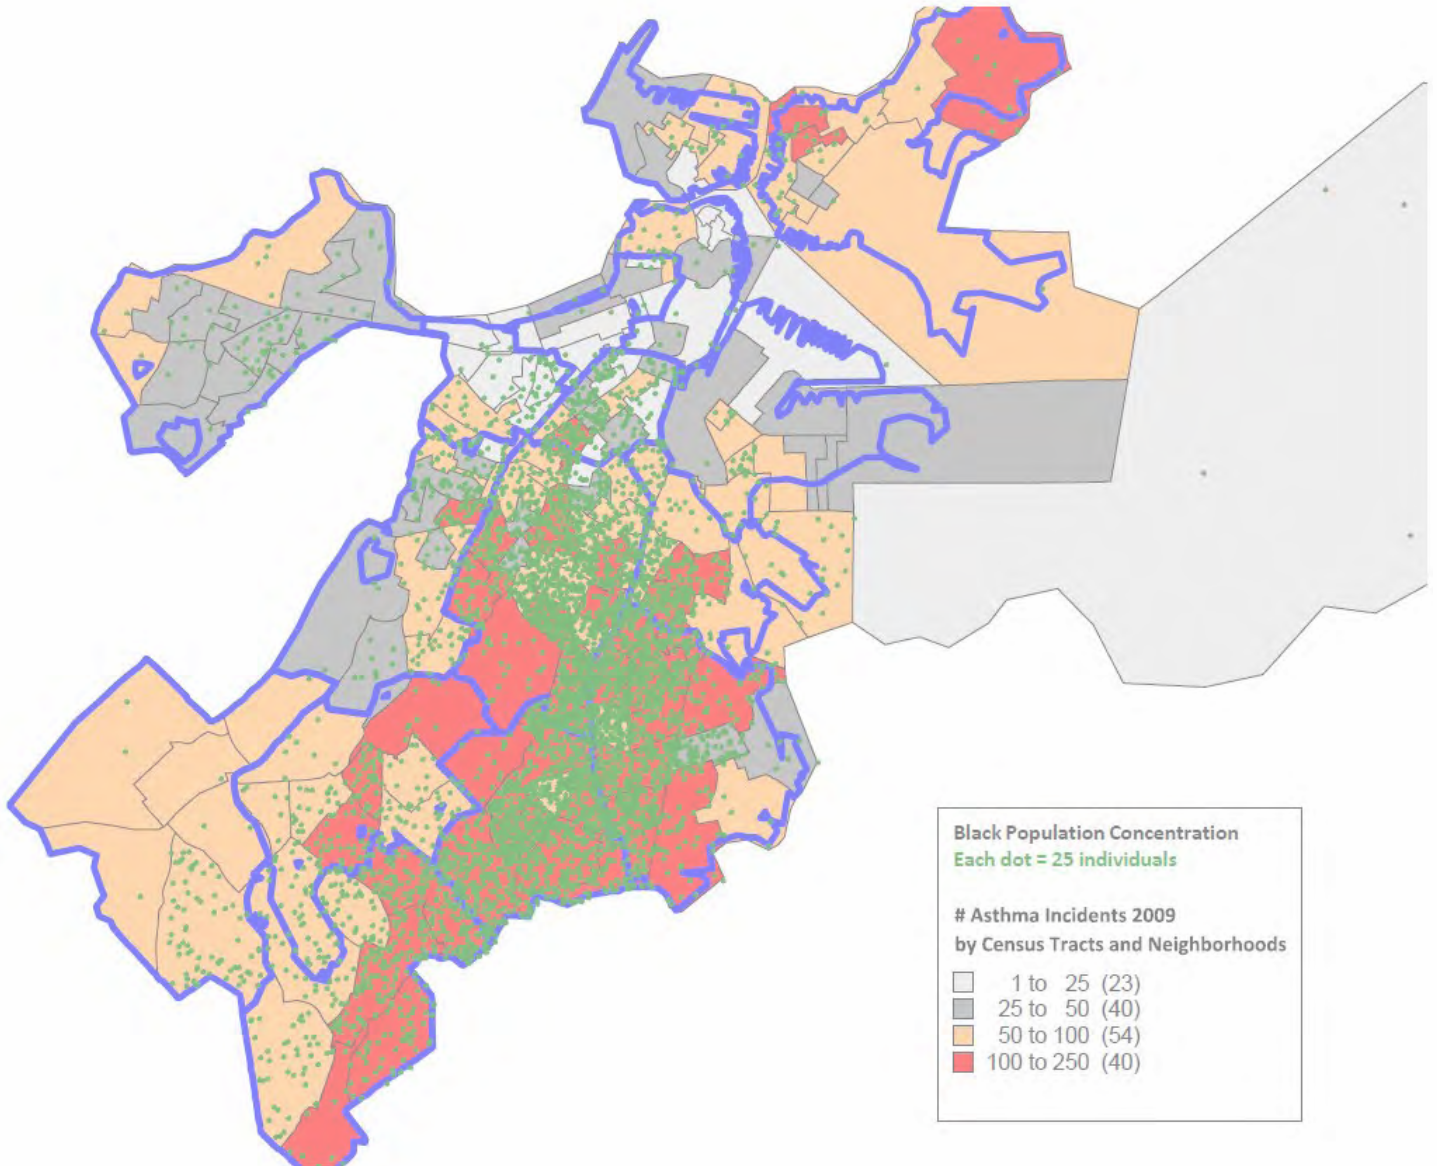 Black Population Concentration
Each dot = 25 individuals
# Asthma Incidents 2009
by Census Tracts and Neighborhoods
1 to 25 (23)
25 to 50 (40)
50 to 100 (54)
100 to 250 (40)